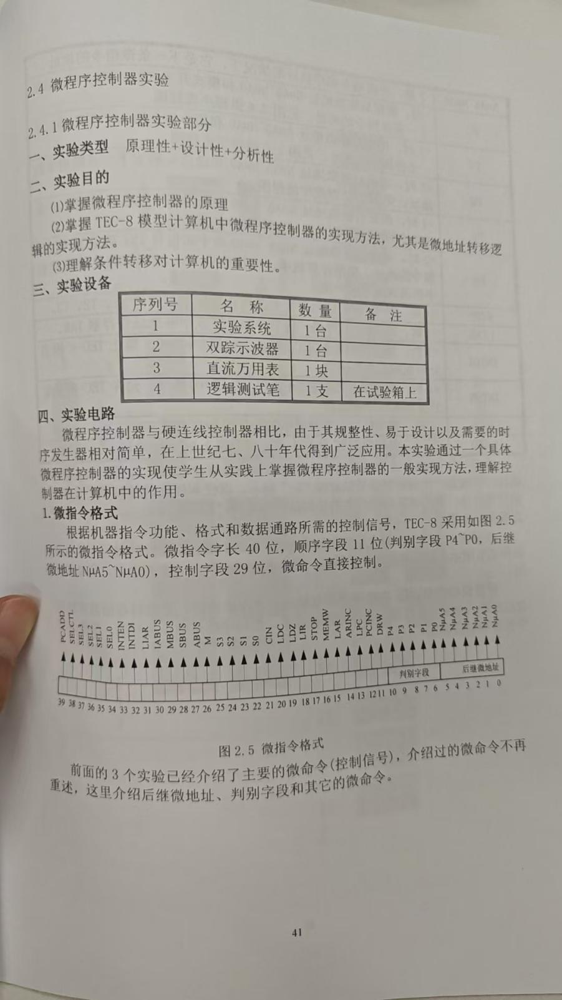 2.4 微程序控制器实验
2.4.1微程序控制器实验部分
一、实验类型 原理性+设计性+分析性
二、实验目的
⑴掌握微程序控制器的原理
⑵掌握 TEC-8 模型计算机中微程序控制器的实现方法，尤其是微地址转移逻
辑的实现方法。
⑶理解条件转移对计算机的重要性。
三、实验设备
序列号 名 称 数 量 备 注
1 实验系统 1台
2 双踪示波器 1台
3 直流万用表 1块
4 逻辑测试笔 1支 在试验箱上
四、实验电路
微程序控制器与硬连线控制器相比，由于其规整性、易于设计以及需要的时
序发生器相对简单，在上世纪七、八十年代得到广泛应用。本实验通过一个具体
微程序控制器的实现使学生从实践上掌握微程序控制器的一般实现方法，理解控
制器在计算机中的作用。
1.微指令格式
根据机器指令功能、格式和数据通路所需的控制信号，TEC-8 采用如图 2.5
所示的微指令格式。微指令字长 40 位，顺序字段 11 位(判别字段 P4~P0，后继
微地址 NμA5~NμA0)，控制字段 29 位，微命令直接控制。
PCADD SELCTL SEL3 SEL2 SEL1 SEL0 INTEN INTDI LIAR IABUS MBUS SBUS ABUS M S3 S2 S1 S0 CIN LDC LDZ LIR STOP MEMW LAR ARINC LPC PCINC DRW P4 P3 P2 P1 P0 NμA5 NμA4 NμA3 NμA2 NμA1 NμA0
判别字段 后继微地址
39 38 37 36 35 34 33 32 31 30 29 28 27 26 25 24 23 22 21 20 19 18 17 16 15 14 13 12 11 10 9 8 7 6 5 4 3 2 1 0
图 2.5 微指令格式
前面的 3 个实验已经介绍了主要的微命令(控制信号)，介绍过的微命令不再
重述，这里介绍后继微地址、判别字段和其它的微命令。
41